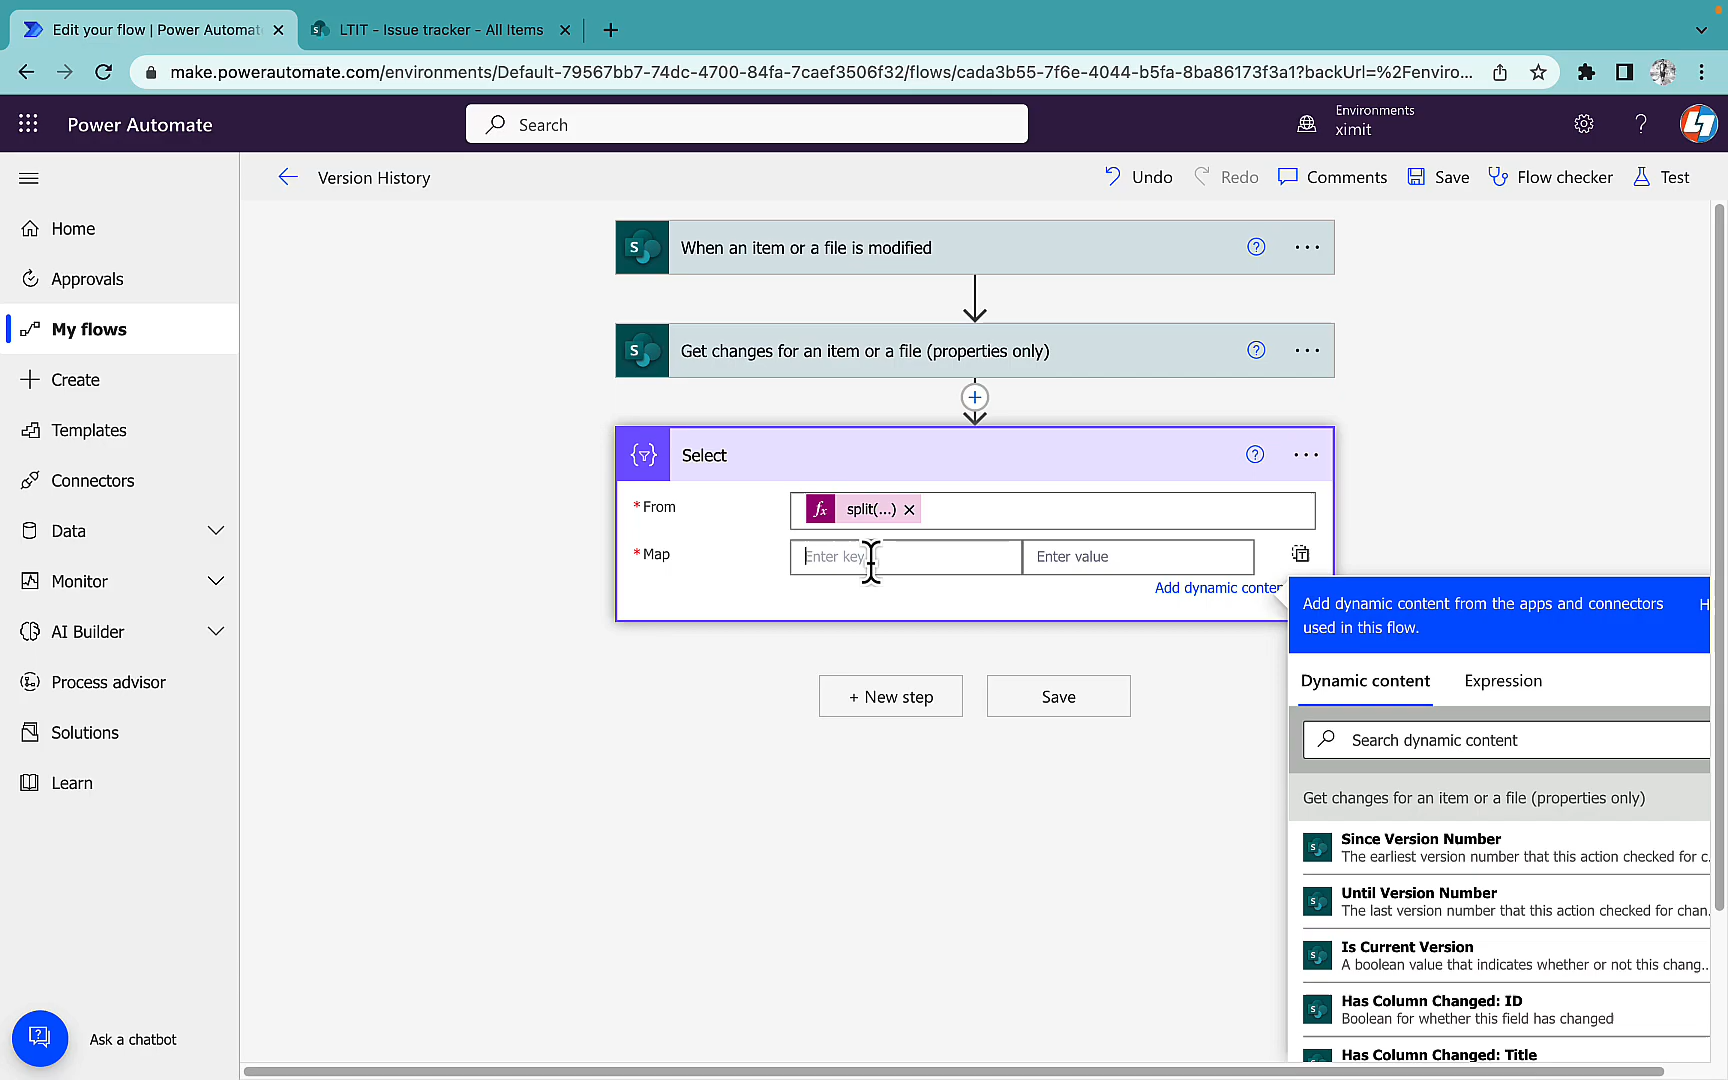 Edit your flow | Power Automat
LTIT - Issue tracker - All Items
make.powerautomate.com/environments/Default-79567bb7-74dc-4700-84fa-7caef3506f32/flows/cada3b55-7f6e-4044-b5fa-8ba86173f3a1?backUrl=%2Fenviro...
Power Automate
Search
Environments
ximit
Version History
Undo
Redo
Comments
Save
Flow checker
Test
Home
Approvals
My flows
Create
Templates
Connectors
Data
Monitor
AI Builder
Process advisor
Solutions
Learn
Ask a chatbot
When an item or a file is modified
Get changes for an item or a file (properties only)
Select
* From
split(...)
* Map
Enter key
Enter value
Add dynamic conten
+ New step
Save
Add dynamic content from the apps and connectors
used in this flow.
H
Dynamic content
Expression
Search dynamic content
Get changes for an item or a file (properties only)
Since Version Number
The earliest version number that this action checked for c.
Until Version Number
The last version number that this action checked for chan.
Is Current Version
A boolean value that indicates whether or not this chang..
Has Column Changed: ID
Boolean for whether this field has changed
Has Column Changed: Title